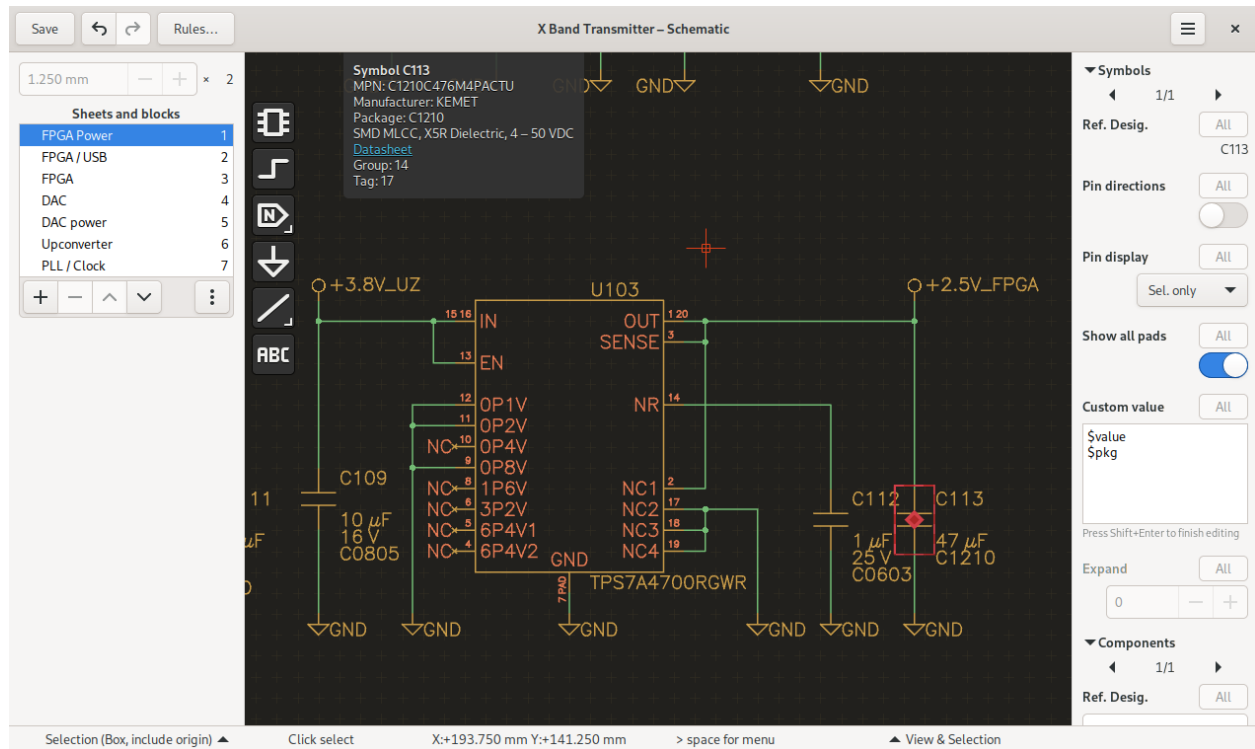 Save
Rules...
X Band Transmitter – Schematic
1.250 mm
× 2
Sheets and blocks
FPGA Power 1
FPGA / USB 2
FPGA 3
DAC 4
DAC power 5
Upconverter 6
PLL / Clock 7
N
ABC
Symbol C113
MPN: C1210C476M4PACTU
Manufacturer: KEMET
Package: C1210
SMD MLCC, X5R Dielectric, 4 – 50 VDC
Datasheet
Group: 14
Tag: 17
GND
GND
GND
+3.8V_UZ
U103
+2.5V_FPGA
15 16 IN
OUT 1 20
SENSE 3
13 EN
12 0P1V
NR 14
11 0P2V
NC 10 0P4V
9 0P8V
NC 8 1P6V
NC1 2
NC 6 3P2V
NC2 17
NC 5 6P4V1
NC3 18
NC 4 6P4V2
NC4 19
GND
7 PAD
TPS7A4700RGWR
11
μF
C109
10 μF
16 V
C0805
C112
1 μF
25 V
C0603
C113
47 μF
C1210
GND
GND
GND
GND
GND
GND
Symbols
1/1
Ref. Desig.
All
C113
Pin directions
All
Pin display
All
Sel. only
Show all pads
All
Custom value
All
$value
$pkg
Press Shift+Enter to finish editing
Expand
All
0
Components
1/1
Ref. Desig.
All
Selection (Box, include origin)
Click select
X:+193.750 mm Y:+141.250 mm
> space for menu
View & Selection